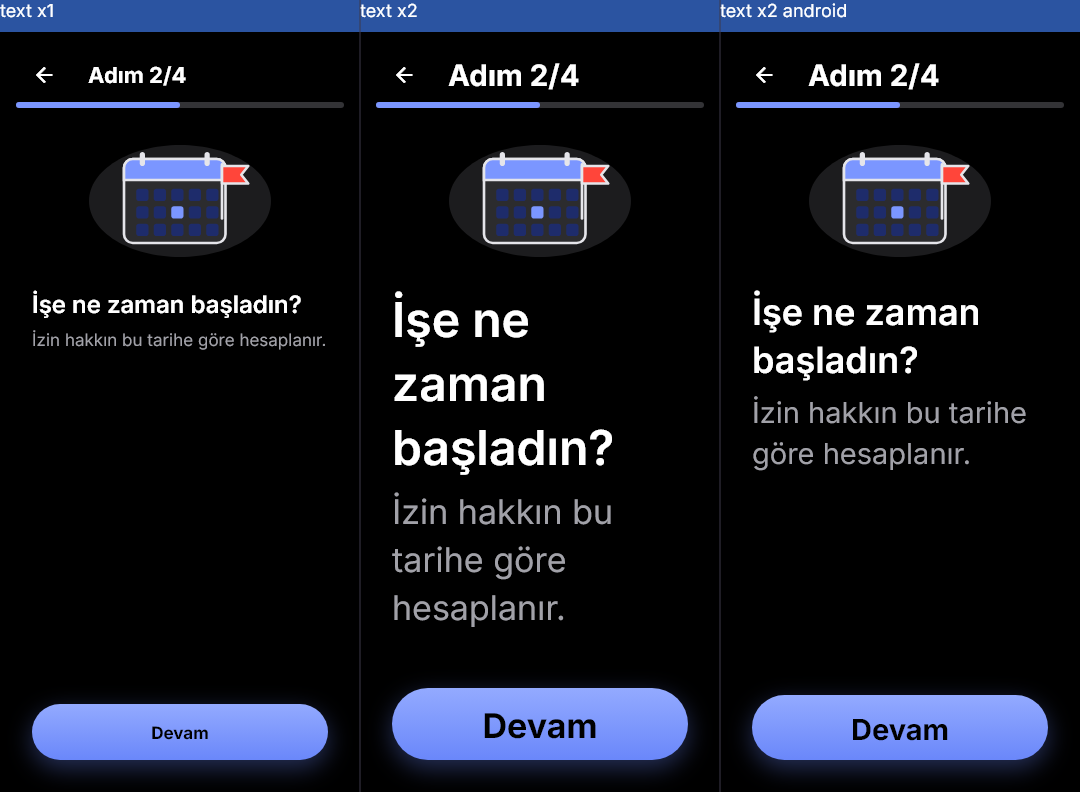 text x1
Adım 2/4
İşe ne zaman başladın?
İzin hakkın bu tarihe göre hesaplanır.
Devam
text x2
Adım 2/4
İşe ne
zaman
başladın?
İzin hakkın bu
tarihe göre
hesaplanır.
Devam
text x2 android
Adım 2/4
İşe ne zaman
başladın?
İzin hakkın bu tarihe
göre hesaplanır.
Devam